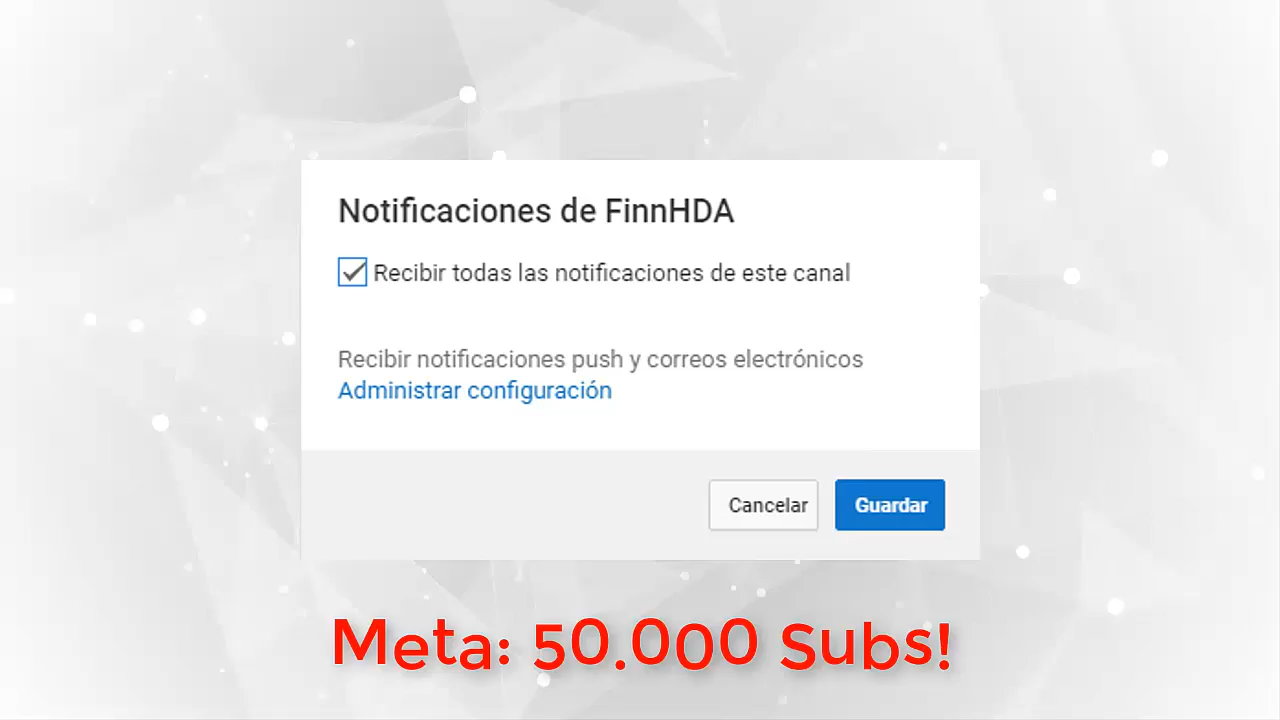 Notificaciones de FinnHDA
Recibir todas las notificaciones de este canal
Recibir notificaciones push y correos electrónicos
Administrar configuración
Cancelar Guardar
Meta: 50.000 Subs!